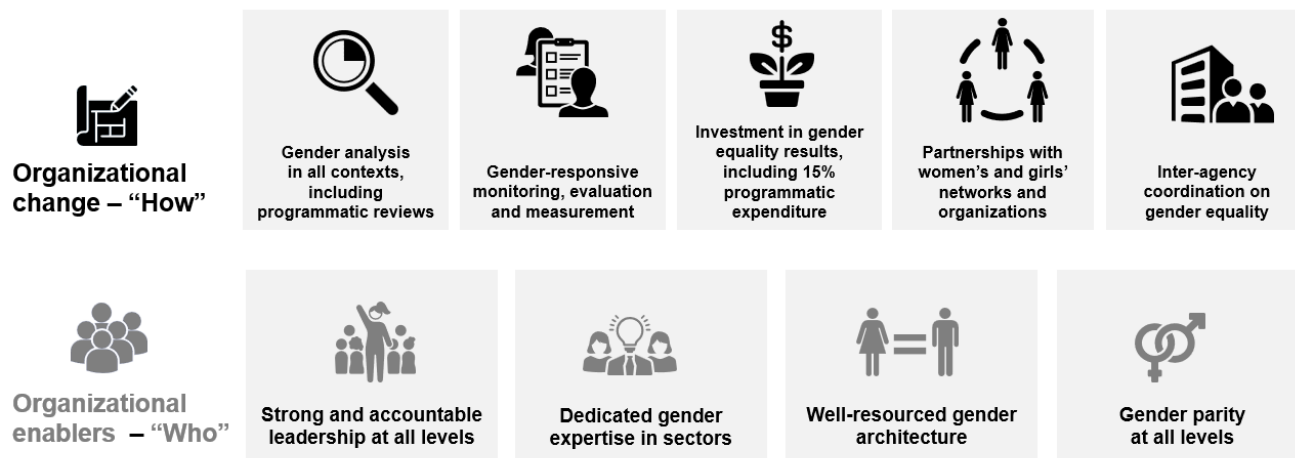 Organizational
change – “How”
Gender analysis
in all contexts,
including
programmatic reviews
Gender-responsive
monitoring, evaluation
and measurement
$
Investment in gender
equality results,
including 15%
programmatic
expenditure
Partnerships with
women’s and girls’
networks and
organizations
Inter-agency
coordination on
gender equality
Organizational
enablers – “Who”
Strong and accountable
leadership at all levels
Dedicated gender
expertise in sectors
Well-resourced gender
architecture
Gender parity
at all levels